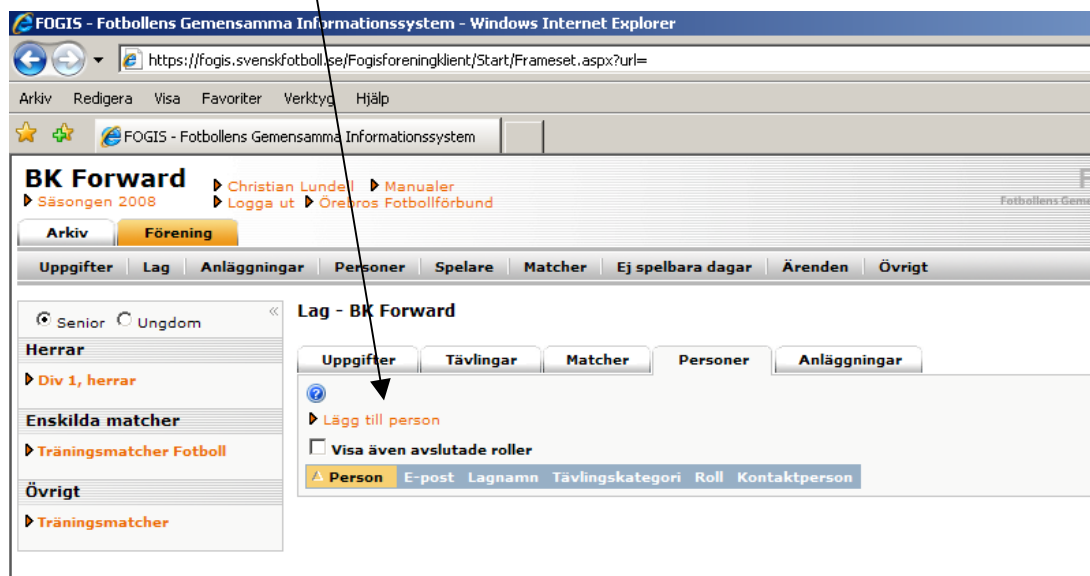 FOGIS - Fotbollens Gemensamma Informationssystem - Windows Internet Explorer
https://fogis.svenskfotboll.se/Fogisforeningklient/Start/Frameset.aspx?url=
Arkiv Redigera Visa Favoriter Verktyg Hjälp
FOGIS - Fotbollens Gemensamma Informationssystem
BK Forward
Christian Lundell Manualer
Säsongen 2008 Logga ut Örebros Fotbollförbund
Fotbollens Geme
Arkiv Förening
Uppgifter Lag Anläggningar Personer Spelare Matcher Ej spelbara dagar Ärenden Övrigt
Senior Ungdom
Herrar
Div 1, herrar
Enskilda matcher
Träningsmatcher Fotboll
Övrigt
Träningsmatcher
Lag - BK Forward
Uppgifter Tävlingar Matcher Personer Anläggningar
Lägg till person
Visa även avslutade roller
Person E-post Lagnamn Tävlingskategori Roll Kontaktperson